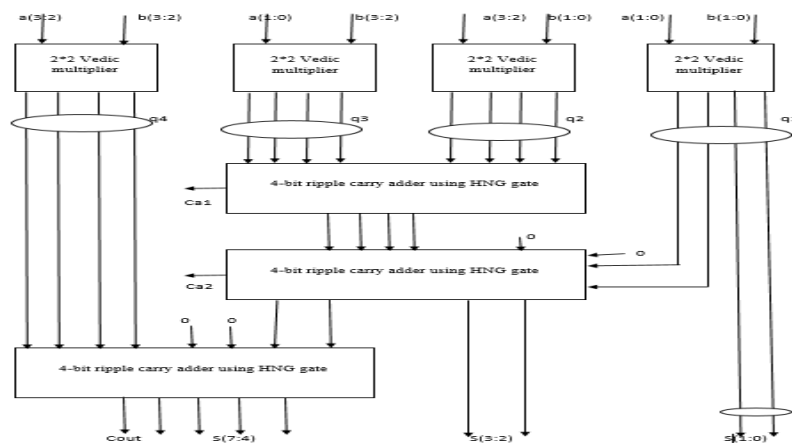 a(3:2) b(3:2) a(1:0) b(3:2) a(3:2) b(1:0) a(1:0) b(1:0)
2*2 Vedic multiplier
2*2 Vedic multiplier
2*2 Vedic multiplier
2*2 Vedic multiplier
q4 q3 q2
4-bit ripple carry adder using HNG gate
Ca1
0
0
4-bit ripple carry adder using HNG gate
Ca2
0 0
4-bit ripple carry adder using HNG gate
Cout S(7:4) S(3:2) S(1:0)